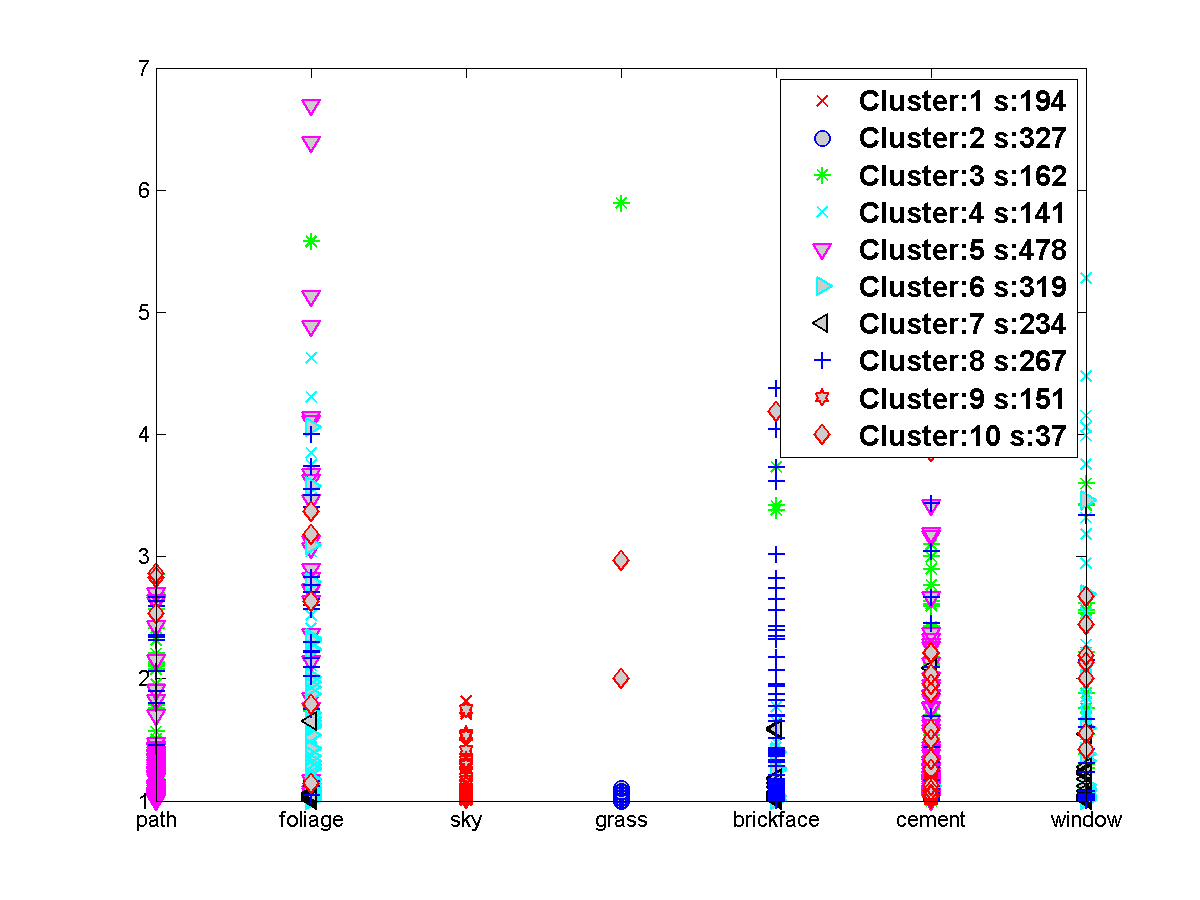 7
6
5
4
3
2
1
Cluster:1 s:194
Cluster:2 s:327
Cluster:3 s:162
Cluster:4 s:141
Cluster:5 s:478
Cluster:6 s:319
Cluster:7 s:234
Cluster:8 s:267
Cluster:9 s:151
Cluster:10 s:37
path foliage sky grass brickface cement window